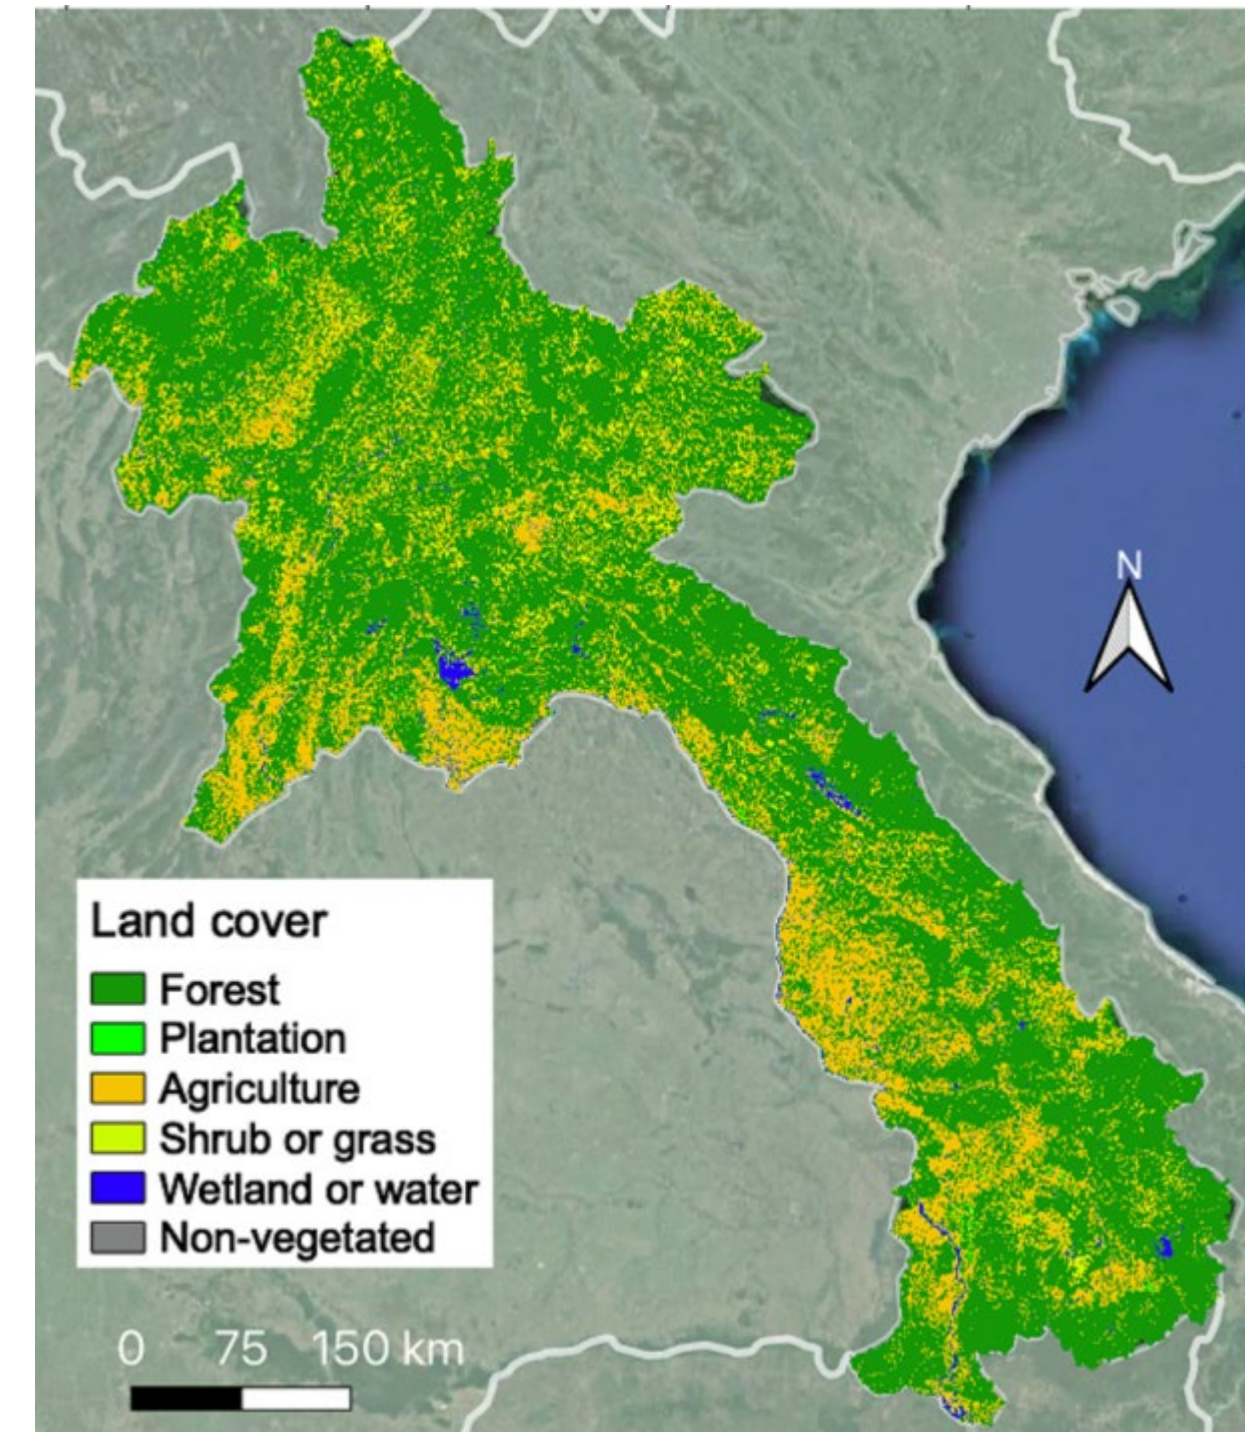 N
Land cover
Forest
Plantation
Agriculture
Shrub or grass
Wetland or water
Non-vegetated
0 75 150 km